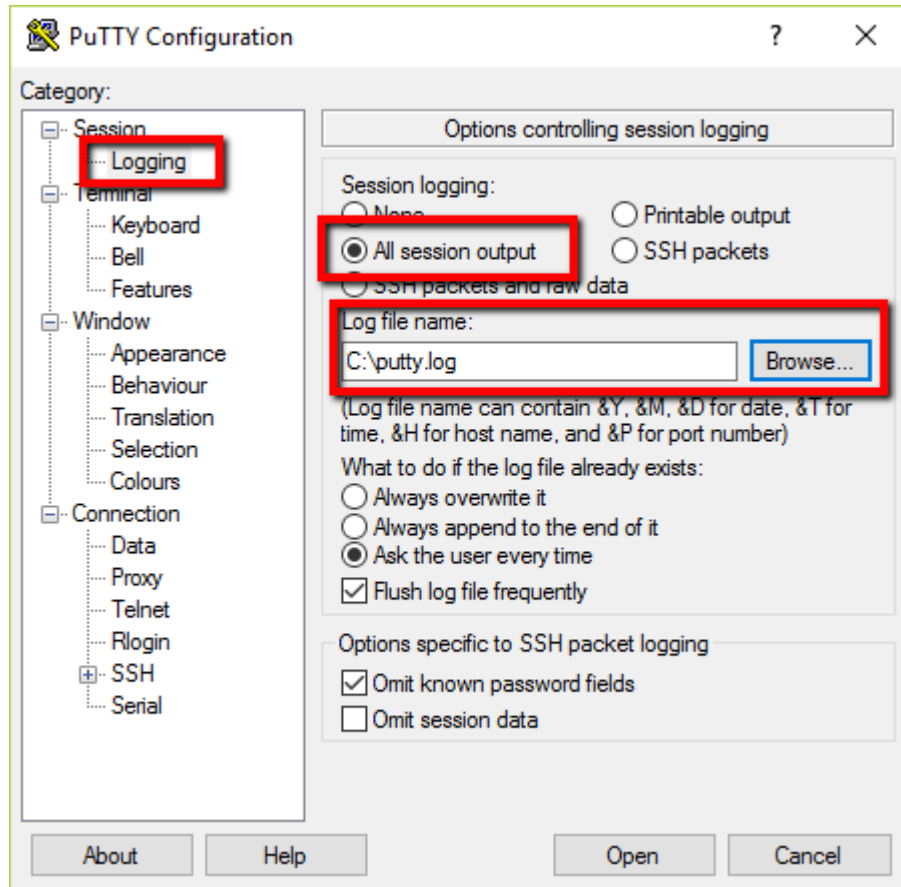 PuTTY Configuration
?
Category:
Session
Logging
Terminal
Keyboard
Bell
Features
Window
Appearance
Behaviour
Translation
Selection
Colours
Connection
Data
Proxy
Telnet
Rlogin
SSH
Serial
Options controlling session logging
Session logging:
None
Printable output
All session output
SSH packets
SSH packets and raw data
Log file name:
C:\putty.log
Browse...
(Log file name can contain &Y, &M, &D for date, &T for
time, &H for host name, and &P for port number)
What to do if the log file already exists:
Always overwrite it
Always append to the end of it
Ask the user every time
Flush log file frequently
Options specific to SSH packet logging
Omit known password fields
Omit session data
About
Help
Open
Cancel